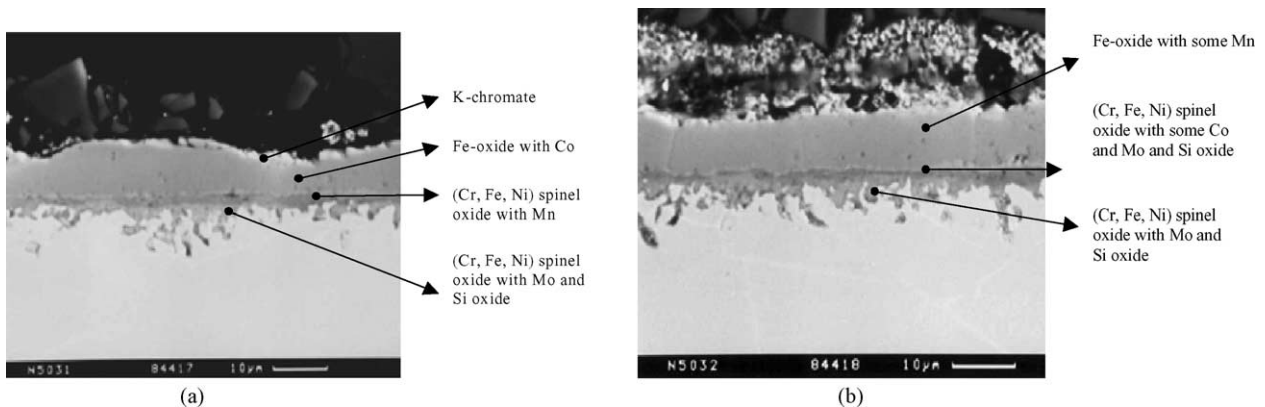 K-chromate
Fe-oxide with Co
(Cr, Fe, Ni) spinel
oxide with Mn
(Cr, Fe, Ni) spinel
oxide with Mo and
Si oxide
N5031 84417 10µm
(a)
Fe-oxide with some Mn
(Cr, Fe, Ni) spinel
oxide with some Co
and Mo and Si oxide
(Cr, Fe, Ni) spinel
oxide with Mo and
Si oxide
N5032 84418 10µm
(b)